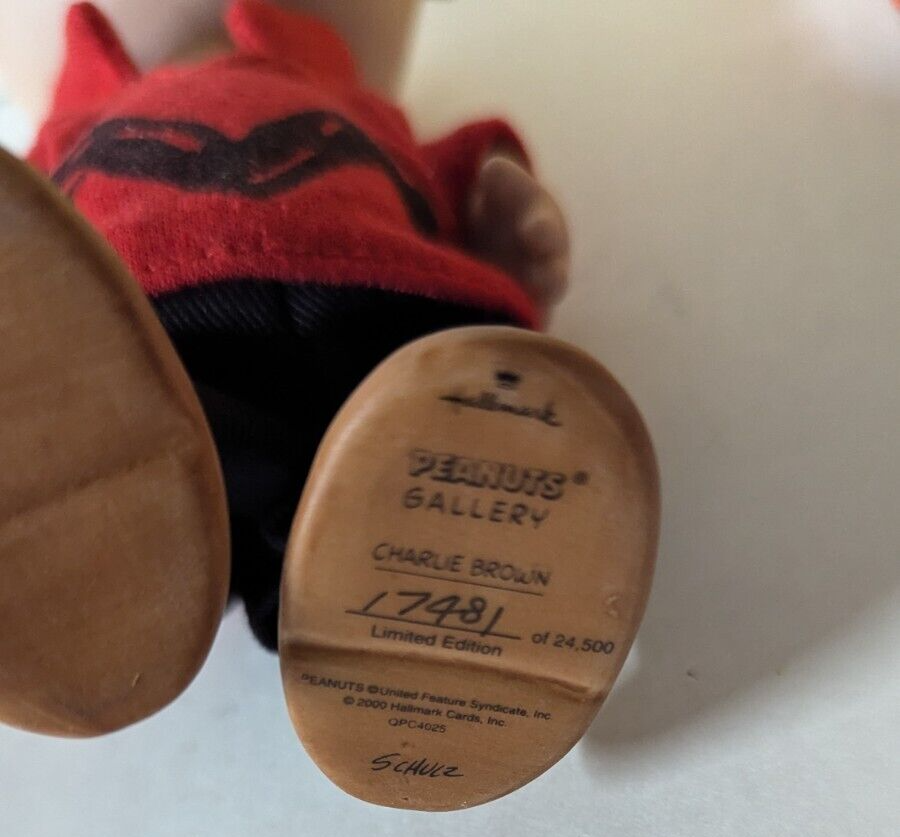 Hallmark
PEANUTS®
GALLERY
CHARLIE BROWN
17481 of 24,500
Limited Edition
PEANUTS © United Feature Syndicate, Inc.
© 2000 Hallmark Cards, Inc.
QPC4025
SCHULZ